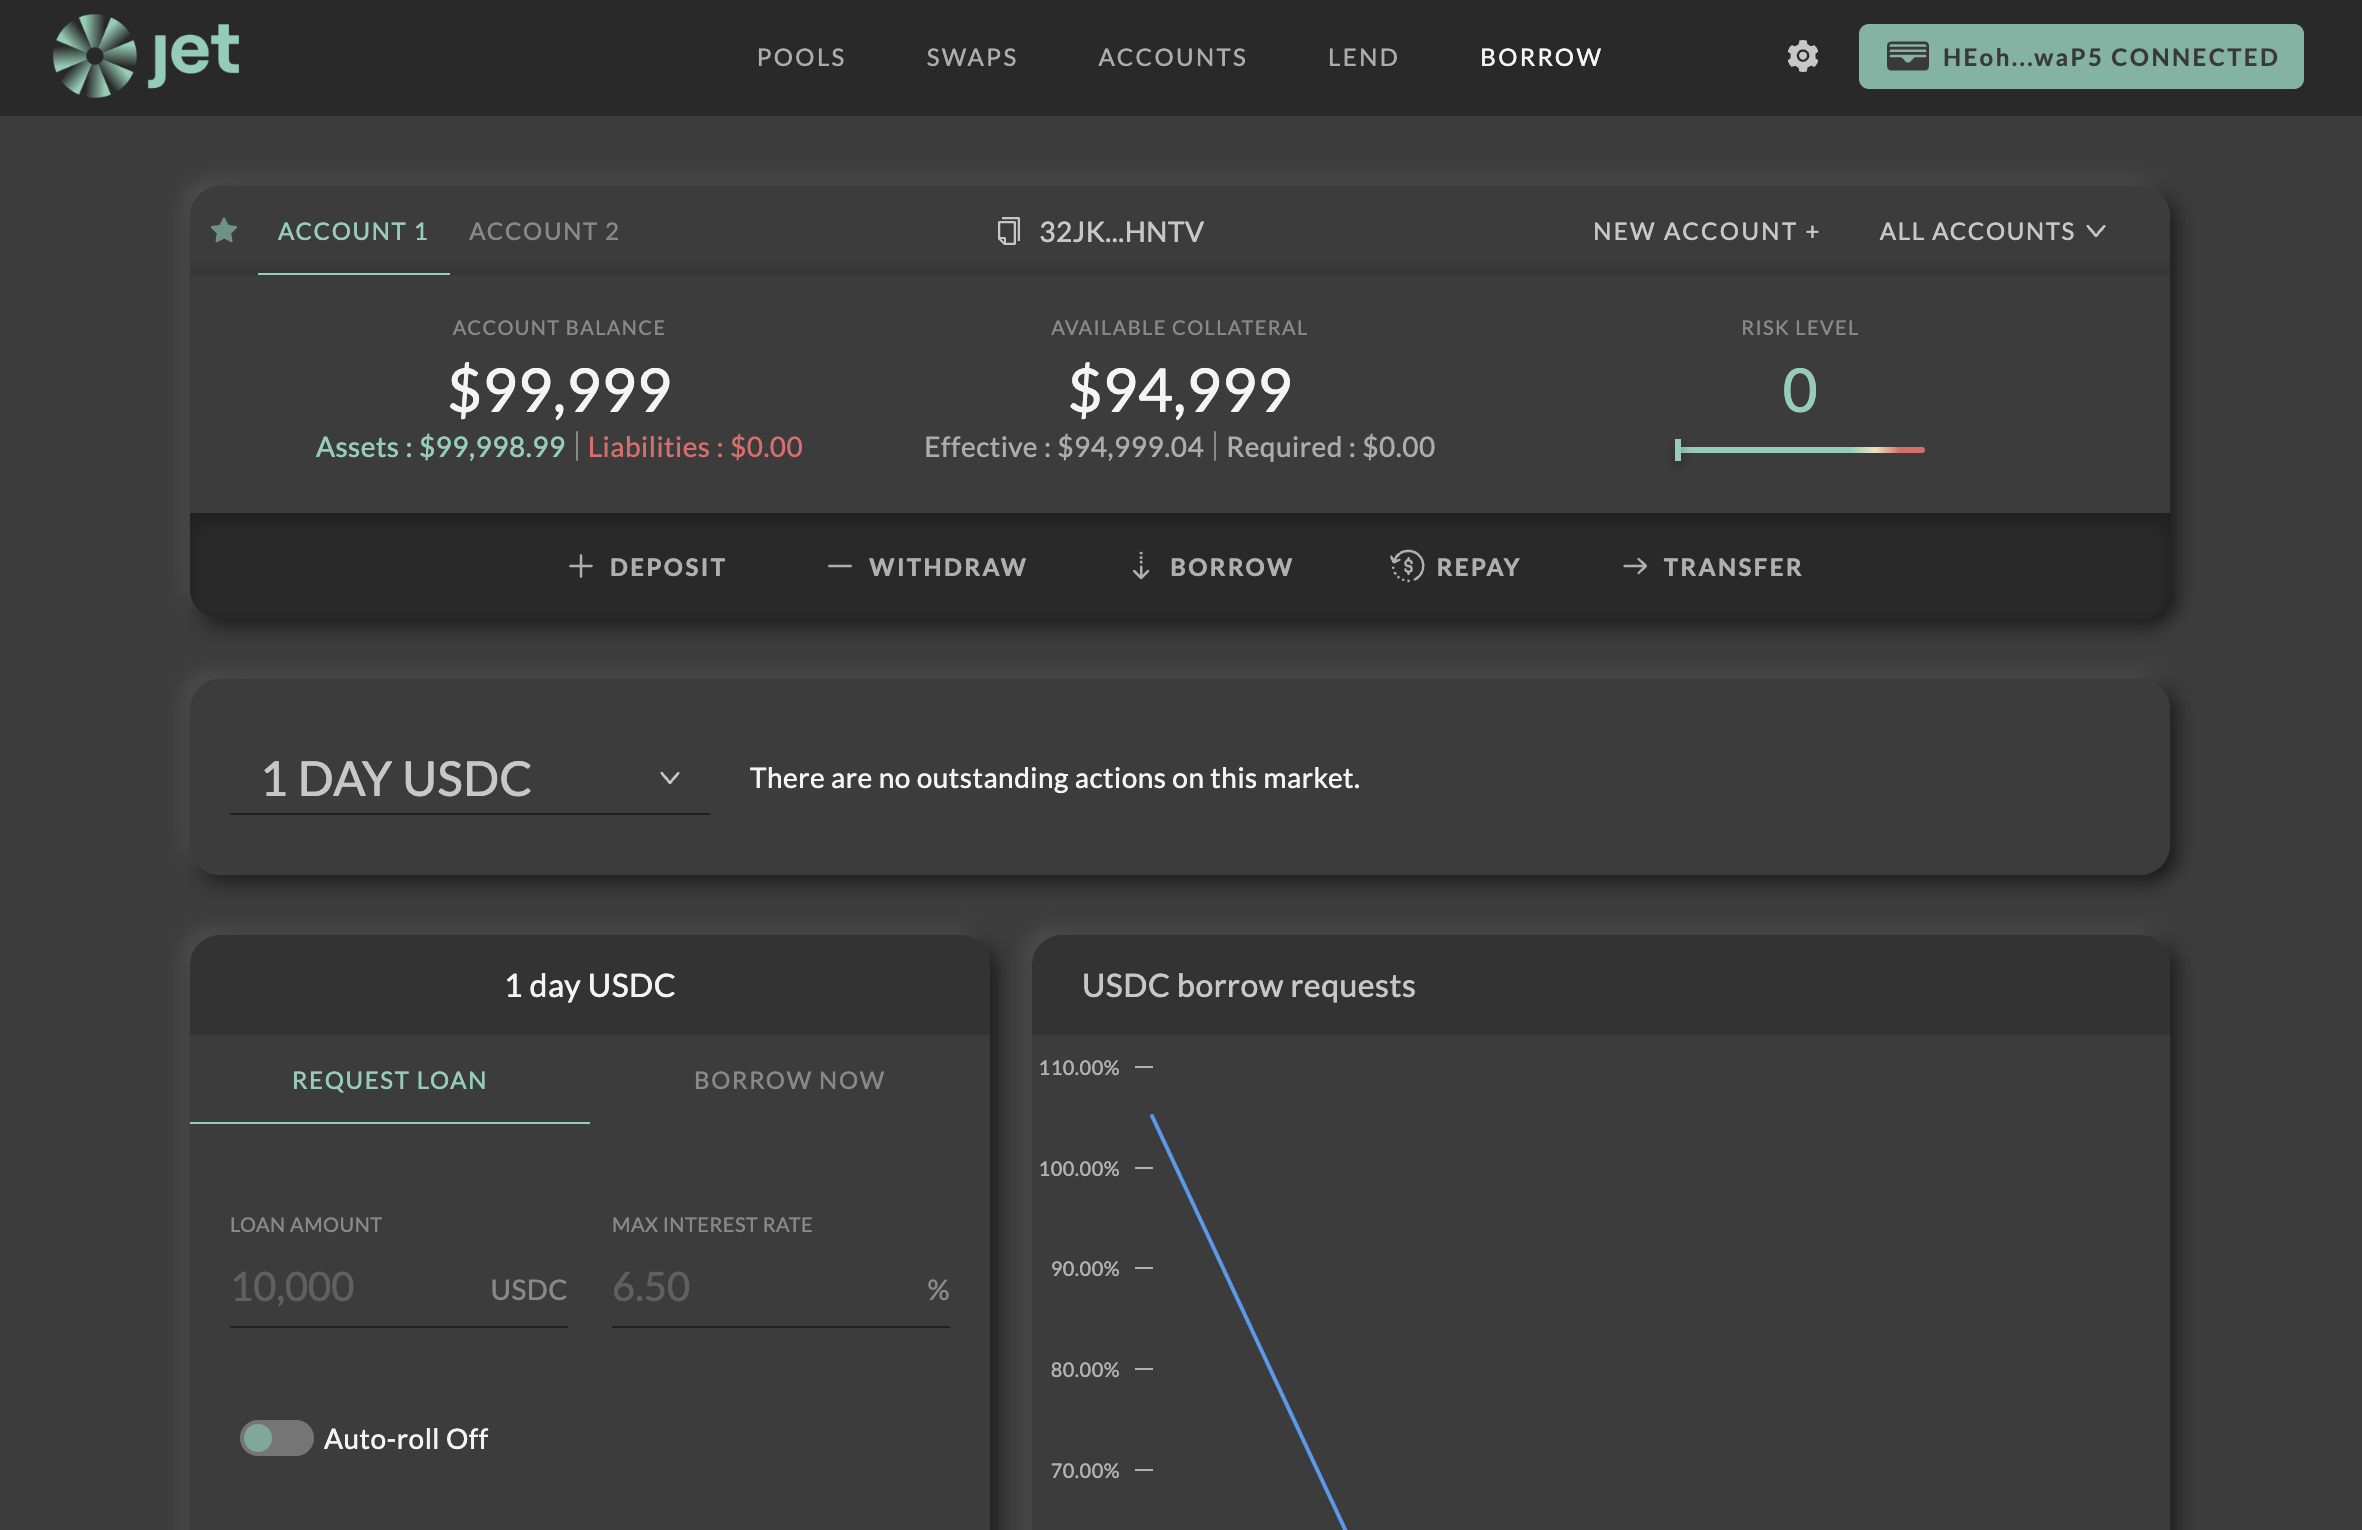 jet
POOLS SWAPS ACCOUNTS LEND BORROW HEoh...waP5 CONNECTED
ACCOUNT 1 ACCOUNT 2 32JK...HNTV NEW ACCOUNT + ALL ACCOUNTS
ACCOUNT BALANCE AVAILABLE COLLATERAL RISK LEVEL
$99,999 $94,999 0
Assets : $99,998.99 Liabilities : $0.00 Effective : $94,999.04 Required : $0.00
DEPOSIT WITHDRAW BORROW REPAY TRANSFER
1 DAY USDC There are no outstanding actions on this market.
1 day USDC
REQUEST LOAN BORROW NOW
LOAN AMOUNT MAX INTEREST RATE
10,000 USDC 6.50 %
Auto-roll Off
USDC borrow requests
110.00%
100.00%
90.00%
80.00%
70.00%